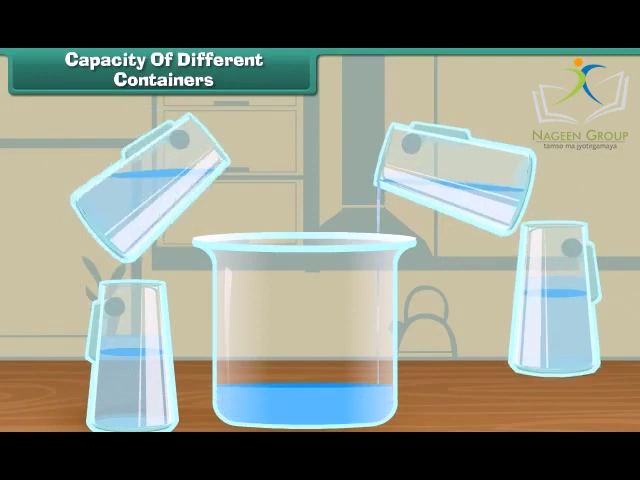 Capacity Of Different
Containers
NAGEEN GROUP
tamso ma jyotirgamaya